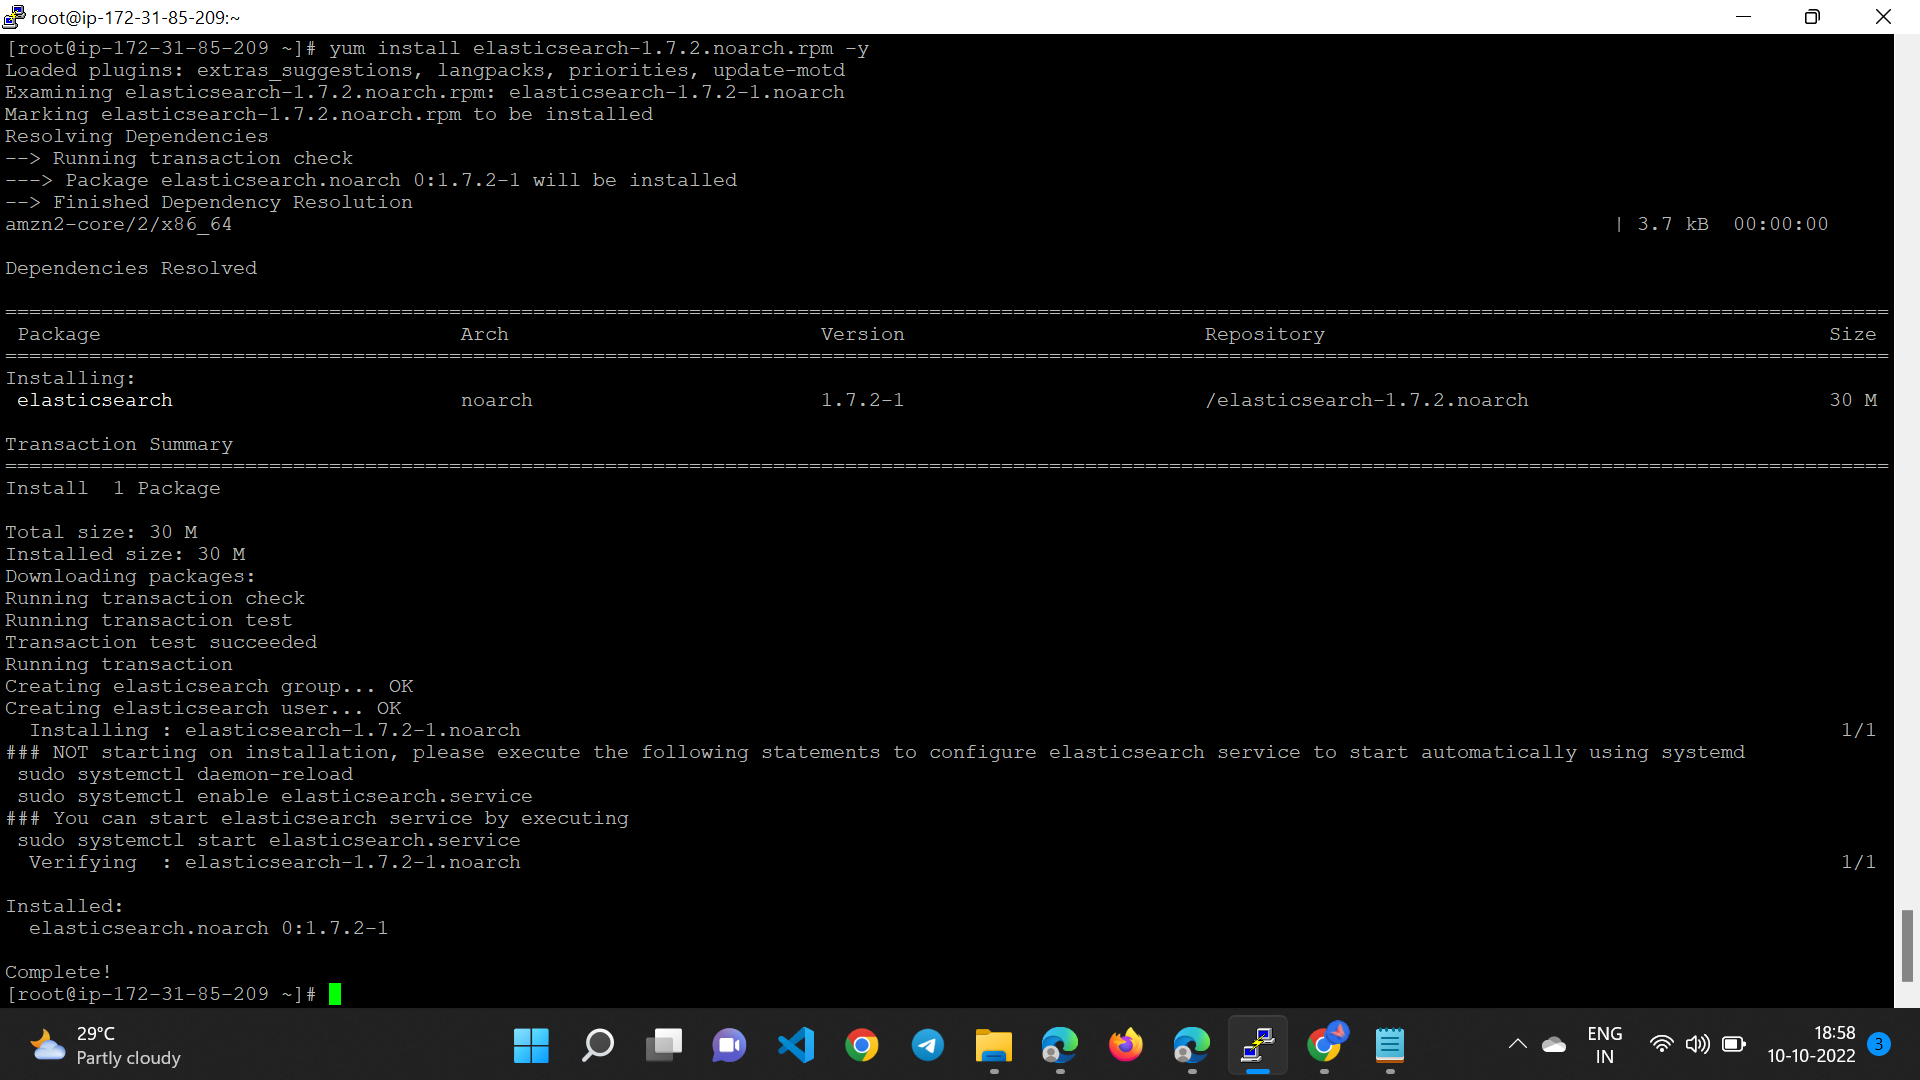 root@ip-172-31-85-209:~
[root@ip-172-31-85-209 ~]# yum install elasticsearch-1.7.2.noarch.rpm -y
Loaded plugins: extras_suggestions, langpacks, priorities, update-motd
Examining elasticsearch-1.7.2.noarch.rpm: elasticsearch-1.7.2-1.noarch
Marking elasticsearch-1.7.2.noarch.rpm to be installed
Resolving Dependencies
--> Running transaction check
---> Package elasticsearch.noarch 0:1.7.2-1 will be installed
--> Finished Dependency Resolution
amzn2-core/2/x86_64 | 3.7 kB 00:00:00
Dependencies Resolved
Package Arch Version Repository Size
Installing:
elasticsearch noarch 1.7.2-1 /elasticsearch-1.7.2.noarch 30 M
Transaction Summary
Install 1 Package
Total size: 30 M
Installed size: 30 M
Downloading packages:
Running transaction check
Running transaction test
Transaction test succeeded
Running transaction
Creating elasticsearch group... OK
Creating elasticsearch user... OK
Installing : elasticsearch-1.7.2-1.noarch 1/1
### NOT starting on installation, please execute the following statements to configure elasticsearch service to start automatically using systemd
sudo systemctl daemon-reload
sudo systemctl enable elasticsearch.service
### You can start elasticsearch service by executing
sudo systemctl start elasticsearch.service
Verifying : elasticsearch-1.7.2-1.noarch 1/1
Installed:
elasticsearch.noarch 0:1.7.2-1
Complete!
[root@ip-172-31-85-209 ~]#
29°C
Partly cloudy
ENG
IN
18:58
10-10-2022
3